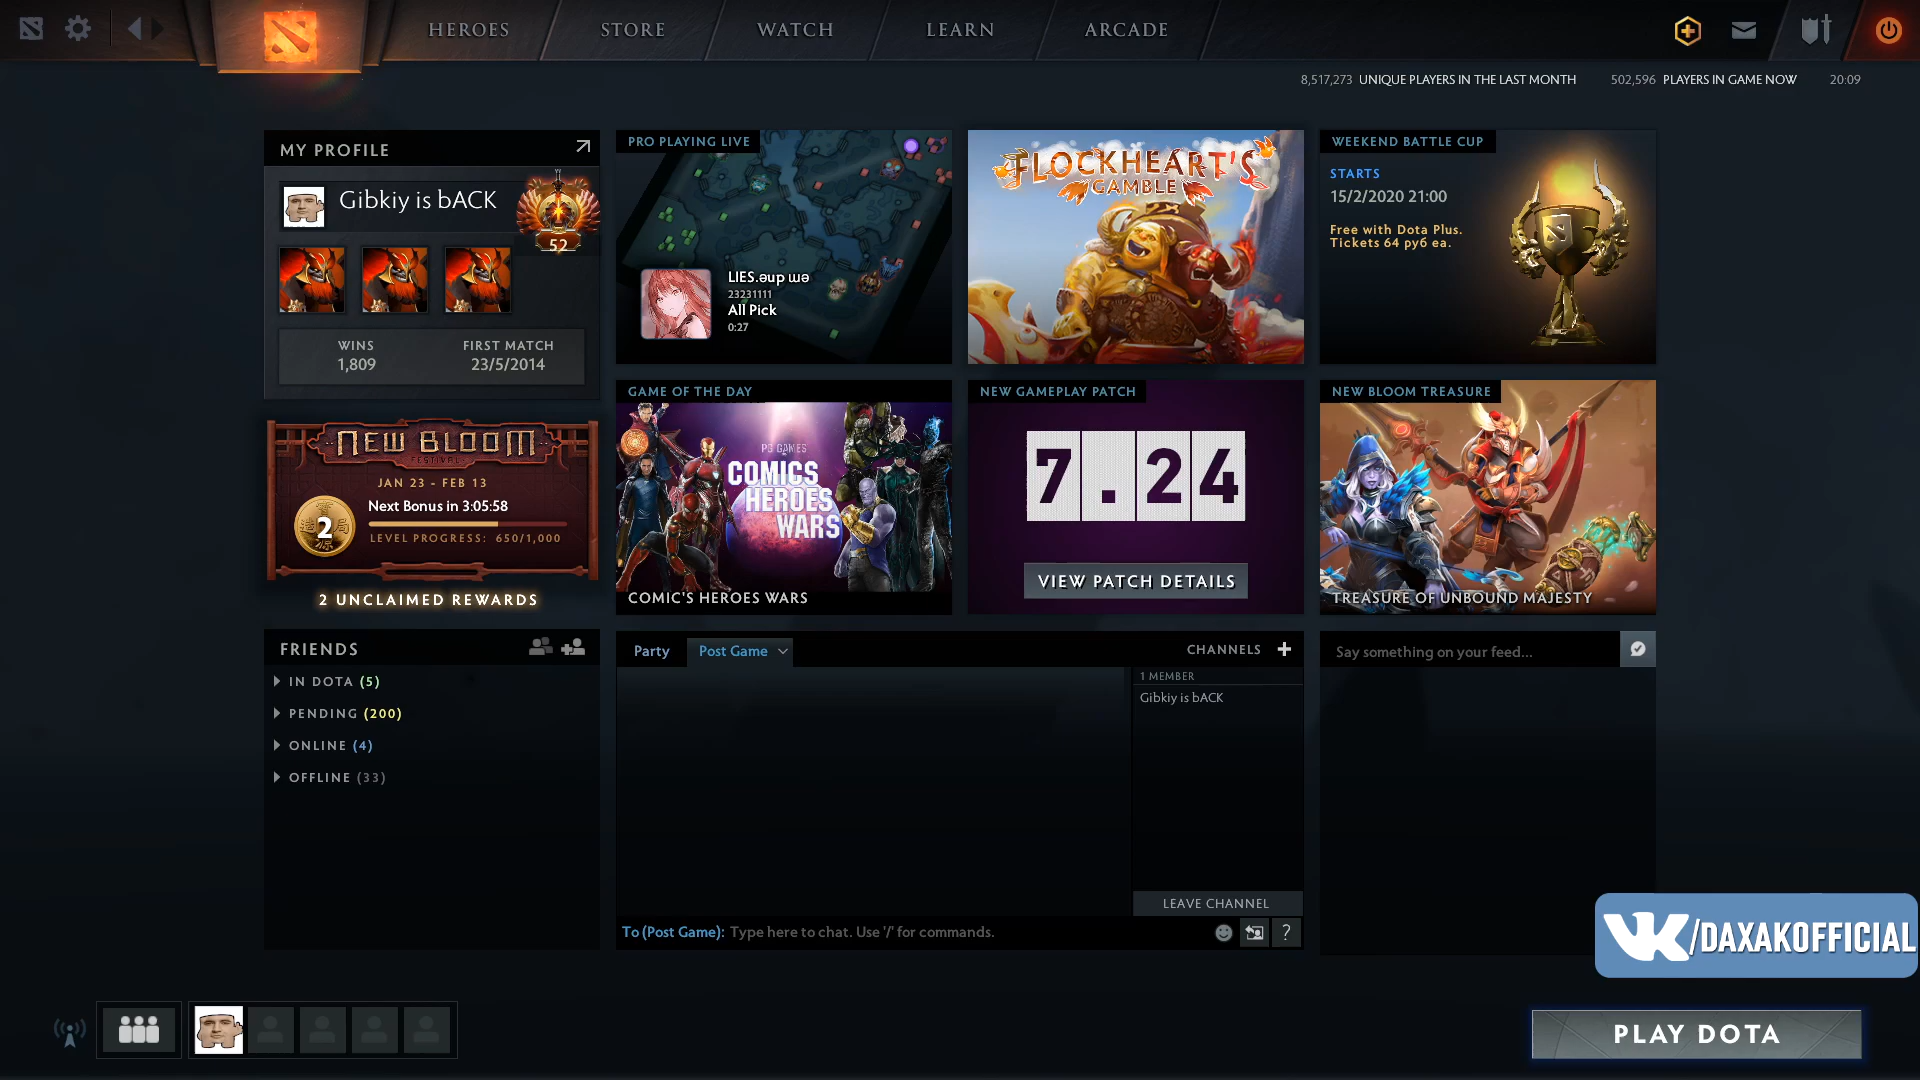 HEROES
STORE
WATCH
LEARN
ARCADE
8,517,273 UNIQUE PLAYERS IN THE LAST MONTH
502,596 PLAYERS IN GAME NOW
20:09
MY PROFILE
Gibkiy is bACK
52
WINS
1,809
FIRST MATCH
23/5/2014
NEW BLOOM
FESTIVAL
JAN 23 - FEB 13
Next Bonus in 3:05:58
2
LEVEL PROGRESS: 650/1,000
2 UNCLAIMED REWARDS
FRIENDS
IN DOTA (5)
PENDING (200)
ONLINE (4)
OFFLINE (33)
PRO PLAYING LIVE
LIES.əup ɯə
23231111
All Pick
0:27
FLOCKHEART'S
GAMBLE
WEEKEND BATTLE CUP
STARTS
15/2/2020 21:00
Free with Dota Plus.
Tickets 64 руб ea.
GAME OF THE DAY
PG GAMES
COMICS
HEROES
WARS
COMIC'S HEROES WARS
NEW GAMEPLAY PATCH
7.24
VIEW PATCH DETAILS
NEW BLOOM TREASURE
TREASURE OF UNBOUND MAJESTY
Party
Post Game
CHANNELS +
1 MEMBER
Gibkiy is bACK
LEAVE CHANNEL
To (Post Game): Type here to chat. Use '/' for commands.
?
Say something on your feed...
VK/DAXAKOFFICIAL
PLAY DOTA